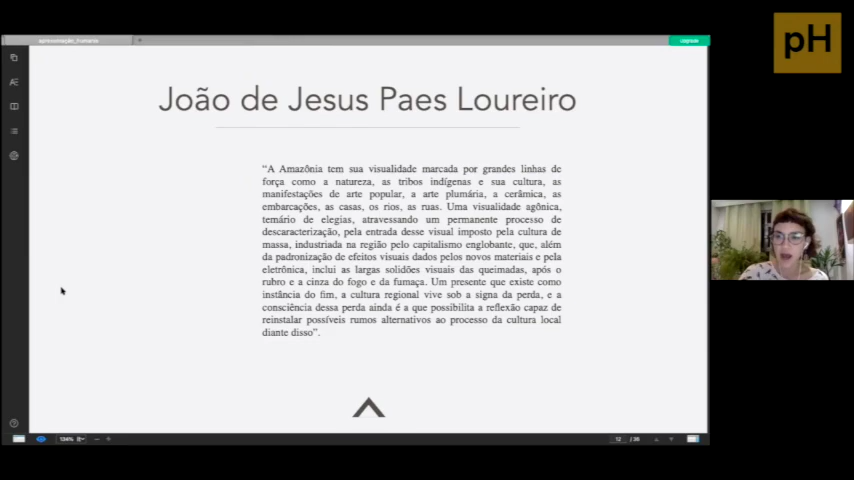 apresentação_humana
Upgrade
pH
João de Jesus Paes Loureiro
“A Amazônia tem sua visualidade marcada por grandes linhas de
força como a natureza, as tribos indígenas e sua cultura, as
manifestações de arte popular, a arte plumária, a cerâmica, as
embarcações, as casas, os rios, as ruas. Uma visualidade agônica,
temário de elegias, atravessando um permanente processo de
descaracterização, pela entrada desse visual imposto pela cultura de
massa, industriada na região pelo capitalismo englobante, que, além
da padronização de efeitos visuais dados pelos novos materiais e pela
eletrônica, inclui as largas solidões visuais das queimadas, após o
rubro e a cinza do fogo e da fumaça. Um presente que existe como
instância do fim, a cultura regional vive sob a signa da perda, e a
consciência dessa perda ainda é a que possibilita a reflexão capaz de
reinstalar possíveis rumos alternativos ao processo da cultura local
diante disso”.
134%
12 / 36